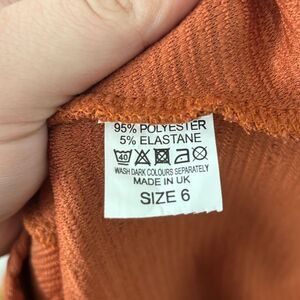 95% POLYESTER
5% ELASTANE
40
WASH DARK COLOURS SEPARATELY
MADE IN UK
SIZE 6